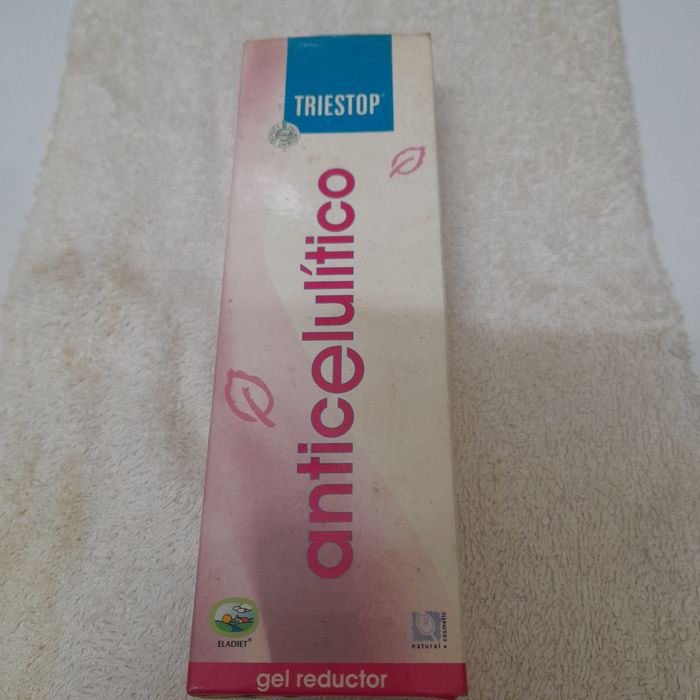 TRIESTOP®
anticelulítico
ELADIET®
natural • cosmetic
gel reductor